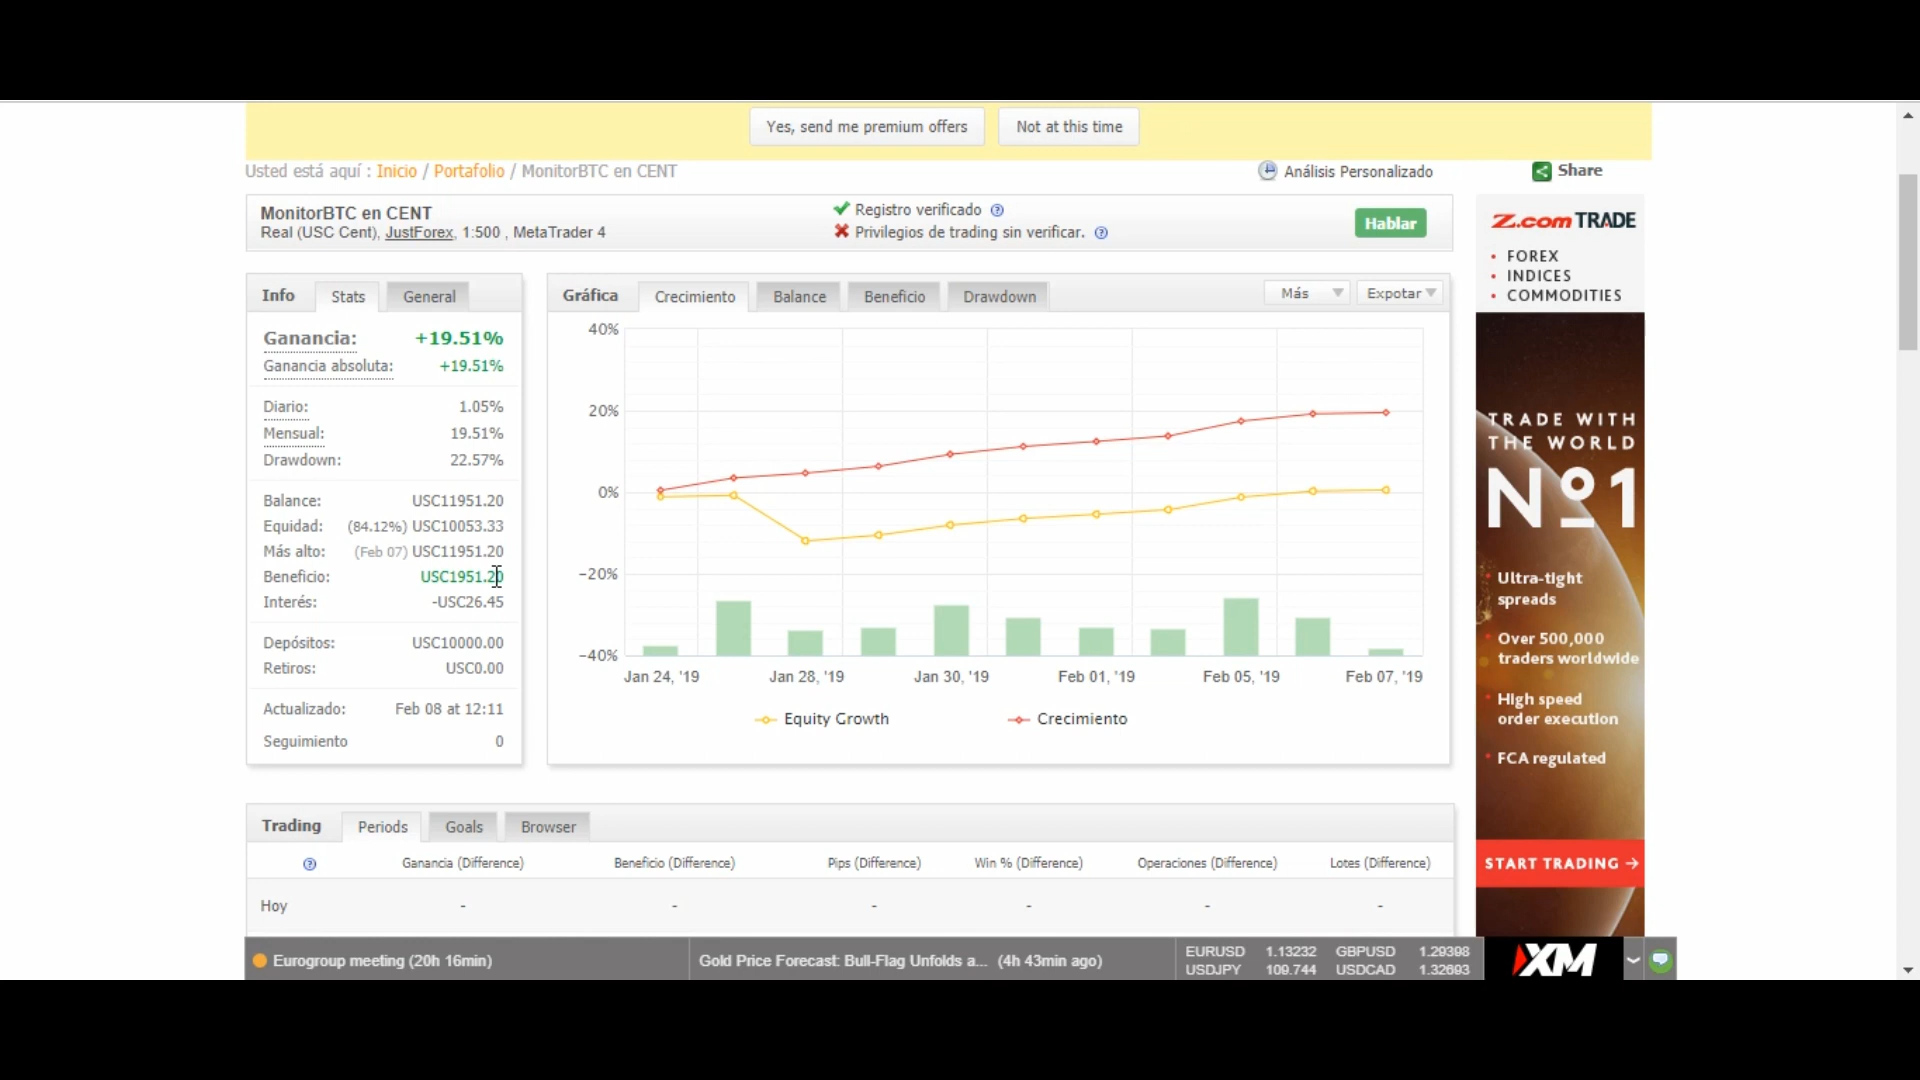 Yes, send me premium offers
Not at this time
Usted está aquí : Inicio / Portafolio / MonitorBTC en CENT
Análisis Personalizado
Share
MonitorBTC en CENT
Real (USC Cent), JustForex, 1:500 , MetaTrader 4
Registro verificado
Privilegios de trading sin verificar.
Hablar
Info
Stats
General
Ganancia: +19.51%
Ganancia absoluta: +19.51%
Diario: 1.05%
Mensual: 19.51%
Drawdown: 22.57%
Balance: USC11951.20
Equidad: (84.12%) USC10053.33
Más alto: (Feb 07) USC11951.20
Beneficio: USC1951.20
Interés: -USC26.45
Depósitos: USC10000.00
Retiros: USC0.00
Actualizado: Feb 08 at 12:11
Seguimiento 0
Gráfica
Crecimiento
Balance
Beneficio
Drawdown
Más
Expotar
40%
20%
0%
-20%
-40%
Jan 24, '19
Jan 28, '19
Jan 30, '19
Feb 01, '19
Feb 05, '19
Feb 07, '19
Equity Growth
Crecimiento
Z.com TRADE
• FOREX
• INDICES
• COMMODITIES
TRADE WITH
THE WORLD
Nº1
Ultra-tight
spreads
Over 500,000
traders worldwide
High speed
order execution
FCA regulated
START TRADING →
Trading
Periods
Goals
Browser
Ganancia (Difference)
Beneficio (Difference)
Pips (Difference)
Win % (Difference)
Operaciones (Difference)
Lotes (Difference)
Hoy - - - - - -
Eurogroup meeting (20h 16min)
Gold Price Forecast: Bull-Flag Unfolds a... (4h 43min ago)
EURUSD 1.13232 GBPUSD 1.29398
USDJPY 109.744 USDCAD 1.32693
XM